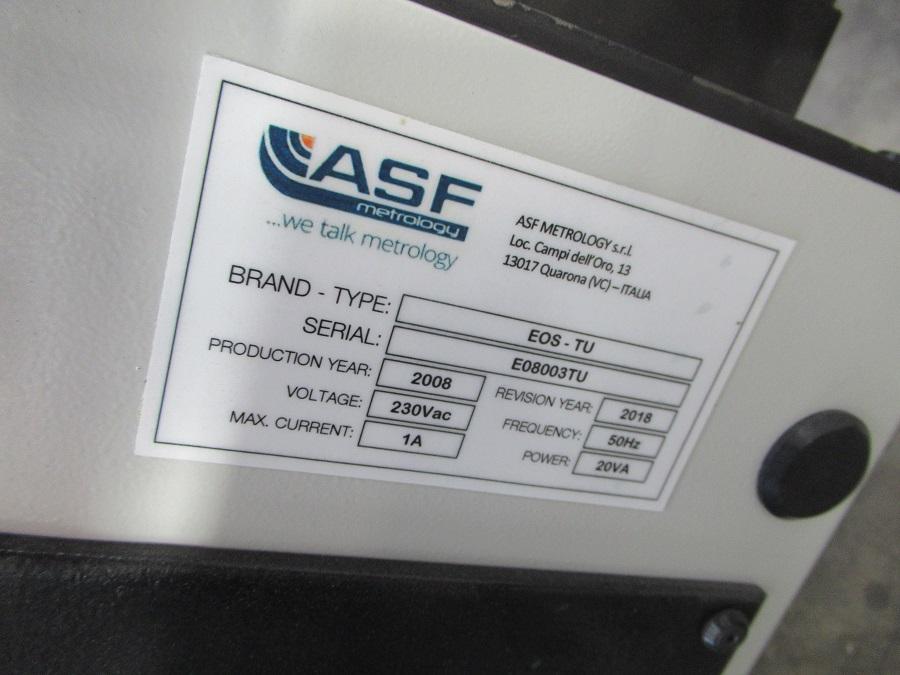 ASF
metrology
...we talk metrology
ASF METROLOGY s.r.l.
Loc. Campi dell'Oro, 13
13017 Quarona (VC) – ITALIA
BRAND - TYPE: EOS - TU
SERIAL: E08003TU
PRODUCTION YEAR: 2008 REVISION YEAR: 2018
VOLTAGE: 230Vac FREQUENCY: 50Hz
MAX. CURRENT: 1A POWER: 20VA